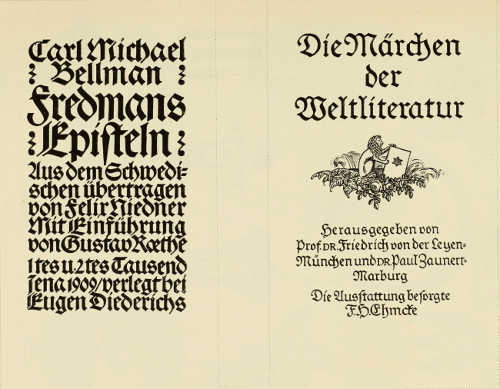 Carl Michael
Bellman
Fredmans
Episteln
Aus dem Schwedi-
schen übertragen
von Felix Niedner
Mit Einführung
von Gustav Roethe
1tes u. 2tes Tausend
Jena 1909/verlegt bei
Eugen Diederichs
Die Märchen
der
Weltliteratur
Herausgegeben von
Prof. DR. Friedrich von der Leyen-
München und DR. Paul Zaunert-
Marburg
Die Ausstattung besorgte
F. H. Ehmcke